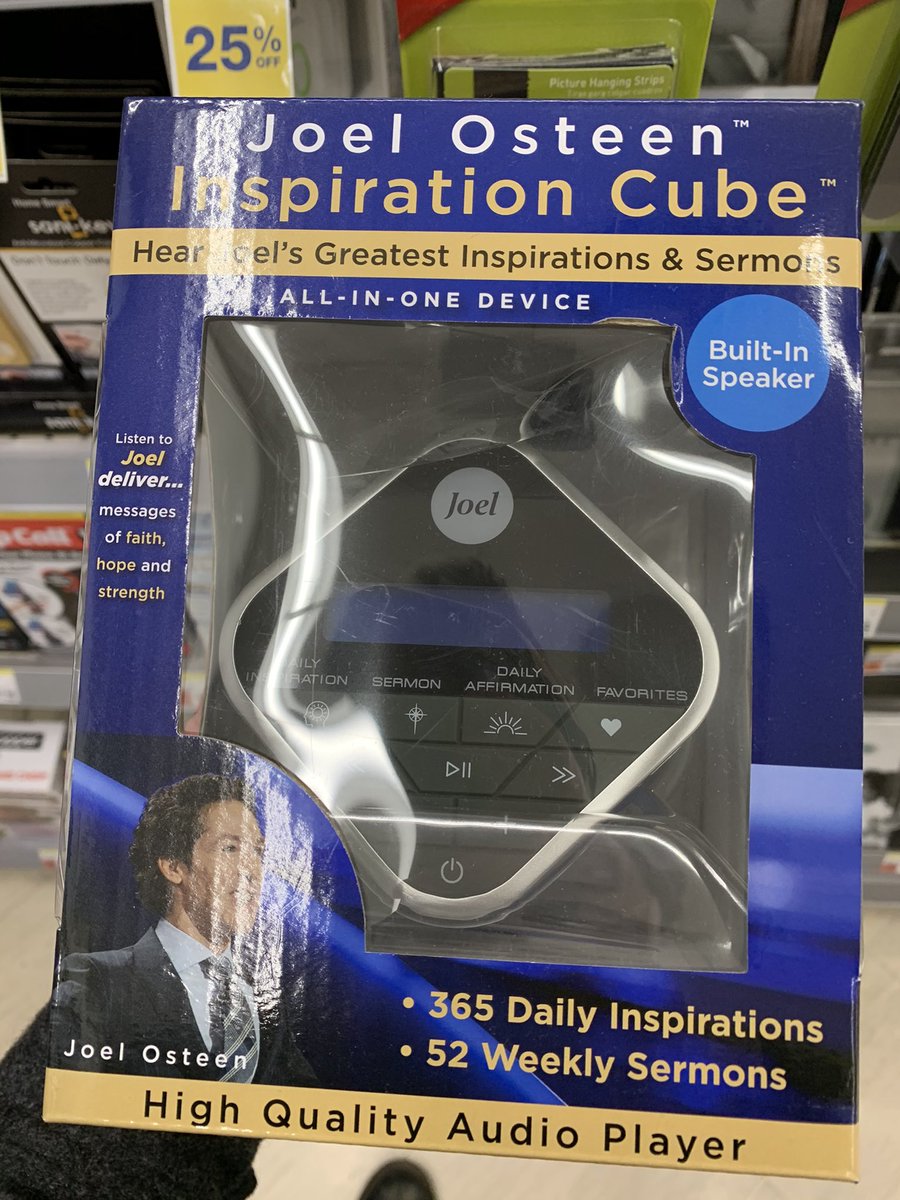 25% OFF
Picture Hanging Strips
Joel Osteen™
Inspiration Cube™
Hear Joel's Greatest Inspirations & Sermons
ALL-IN-ONE DEVICE
Built-In
Speaker
Listen to
Joel
deliver...
messages
of faith,
hope and
strength
Joel
DAILY
INSPIRATION
SERMON
DAILY
AFFIRMATION
FAVORITES
Joel Osteen
• 365 Daily Inspirations
• 52 Weekly Sermons
High Quality Audio Player